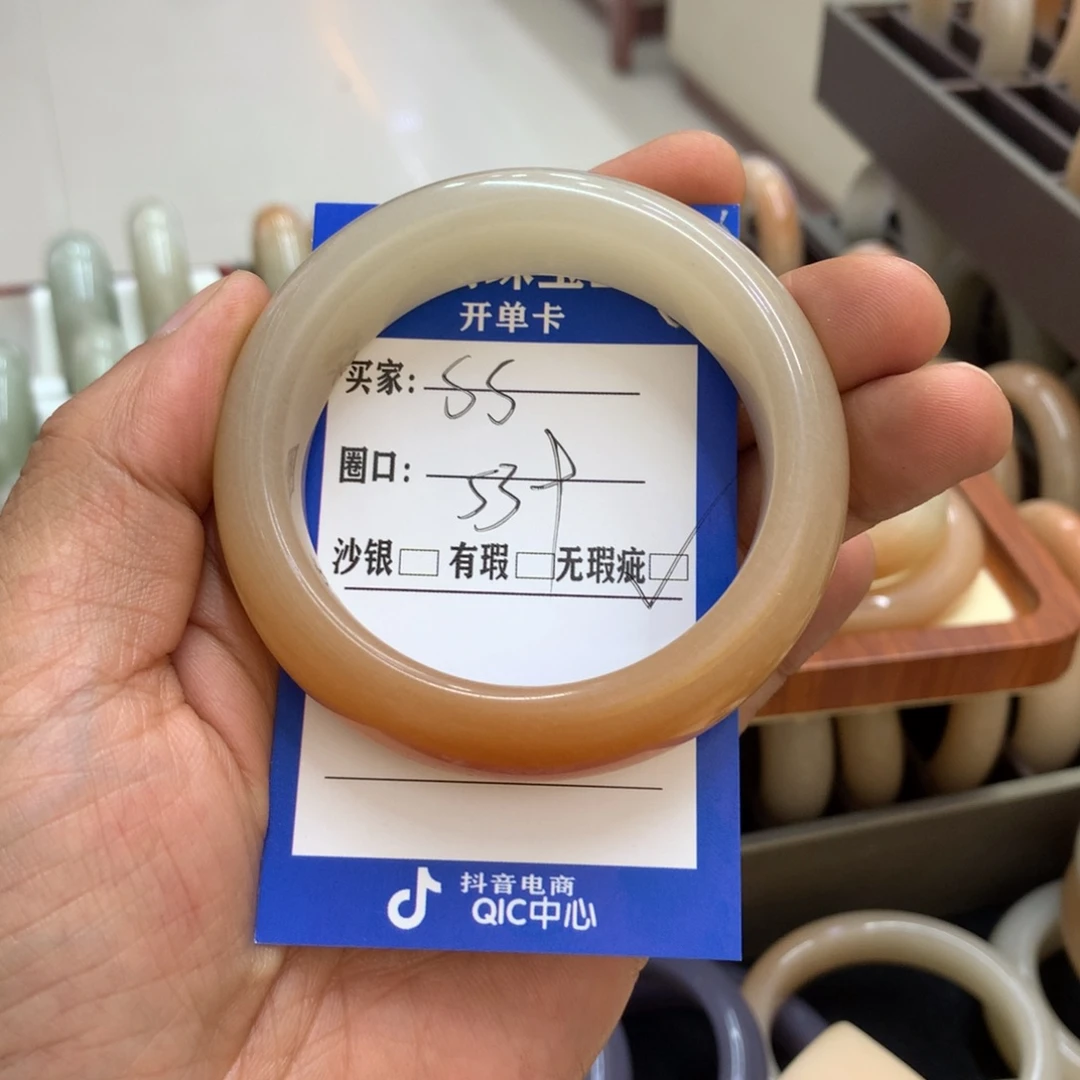 开单卡
买家: SS
圈口: 53
沙银 有瑕 无瑕疵
抖音电商
QIC中心